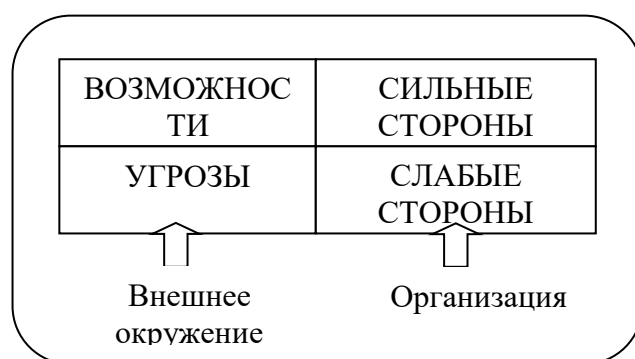 ВОЗМОЖНОС
ТИ
СИЛЬНЫЕ
СТОРОНЫ
УГРОЗЫ
СЛАБЫЕ
СТОРОНЫ
Внешнее
окружение
Организация